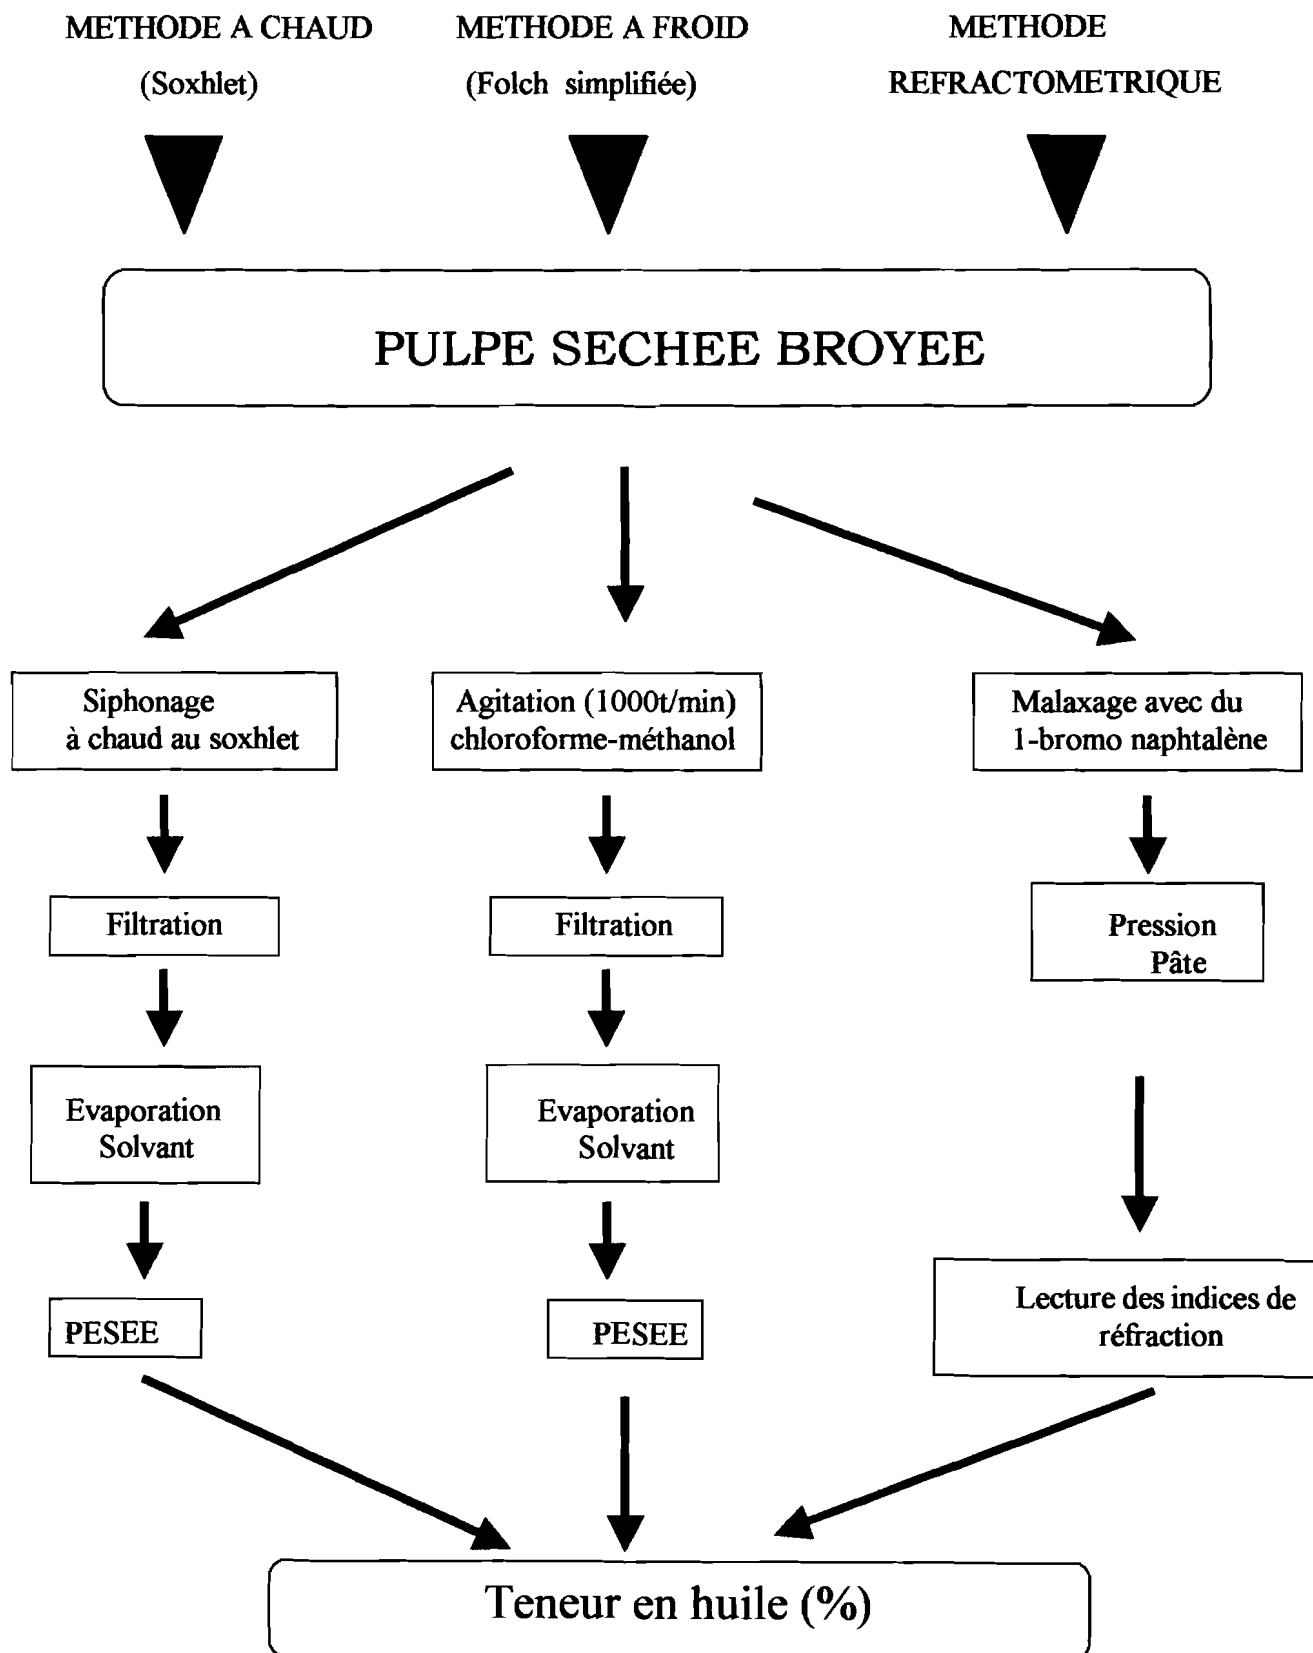 METHODE A CHAUD
(Soxhlet)
METHODE A FROID
(Folch simplifiée)
METHODE
REFRACTOMETRIQUE
PULPE SECHEE BROYEE
Siphonage
à chaud au soxhlet
Agitation (1000t/min)
chloroforme-méthanol
Malaxage avec du
1-bromo naphtalène
Filtration
Filtration
Pression
Pâte
Evaporation
Solvant
Evaporation
Solvant
PESEE
PESEE
Lecture des indices de
réfraction
Teneur en huile (%)